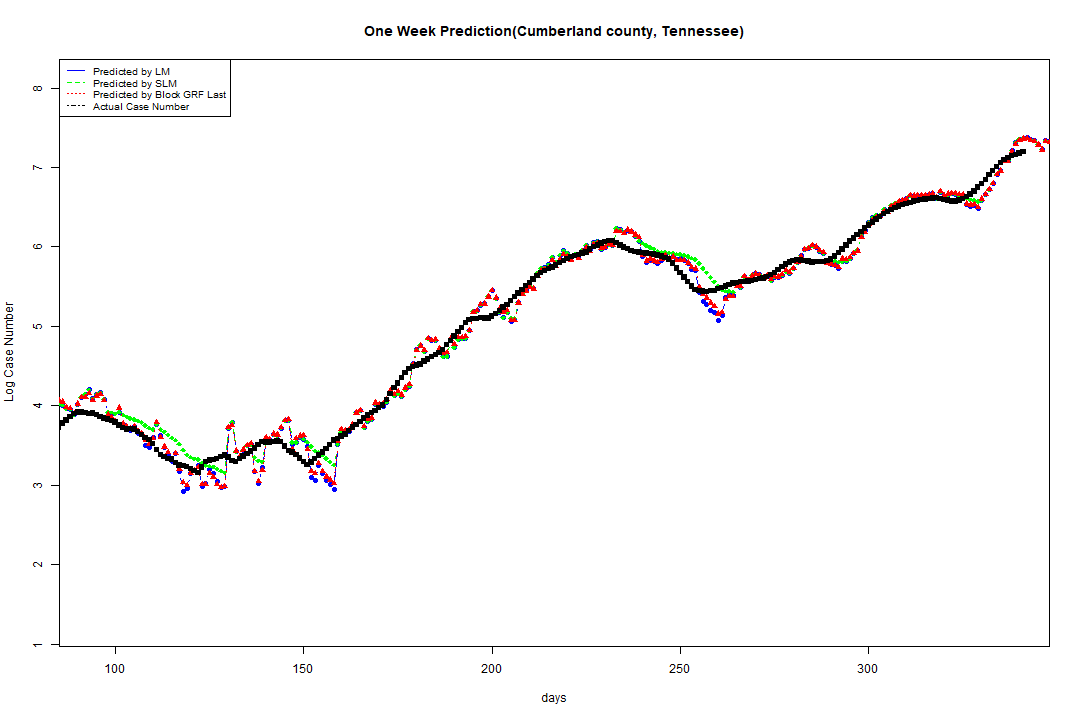 One Week Prediction(Cumberland county, Tennessee)
Predicted by LM
Predicted by SLM
Predicted by Block GRF Last
Actual Case Number
8
7
6
5
4
3
2
1
Log Case Number
100 150 200 250 300
days